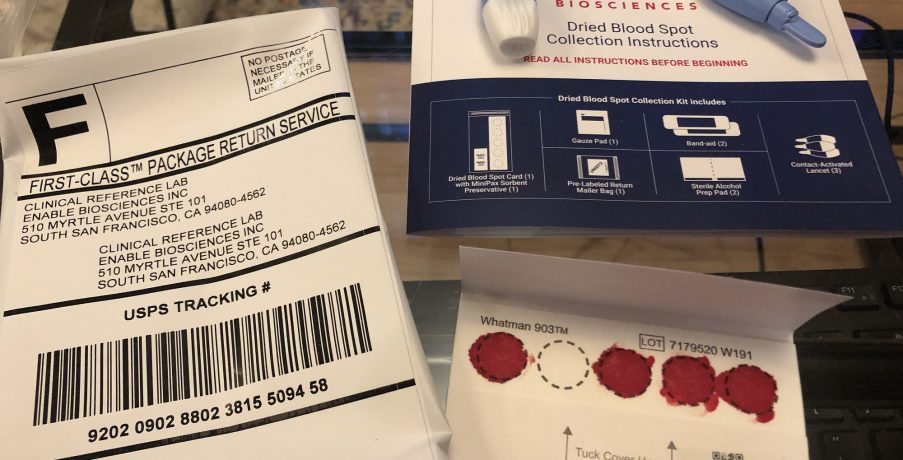 NO POSTAGE
NECESSARY IF
MAILED IN THE
UNITED STATES
F
FIRST-CLASS™ PACKAGE RETURN SERVICE
CLINICAL REFERENCE LAB
ENABLE BIOSCIENCES INC
510 MYRTLE AVENUE STE 101
SOUTH SAN FRANCISCO, CA 94080-4562
CLINICAL REFERENCE LAB
ENABLE BIOSCIENCES INC
510 MYRTLE AVENUE STE 101
SOUTH SAN FRANCISCO, CA 94080-4562
USPS TRACKING #
9202 0902 8802 3815 5094 58
BIOSCIENCES
Dried Blood Spot
Collection Instructions
READ ALL INSTRUCTIONS BEFORE BEGINNING
Dried Blood Spot Collection Kit includes
Dried Blood Spot Card (1)
with MiniPax Sorbent
Preservative (1)
Gauze Pad (1)
Pre-Labeled Return
Mailer Bag (1)
Band-aid (2)
Sterile Alcohol
Prep Pad (2)
Contact-Activated
Lancet (3)
Whatman 903™
LOT 7179520 W191
Tuck Cover
F11